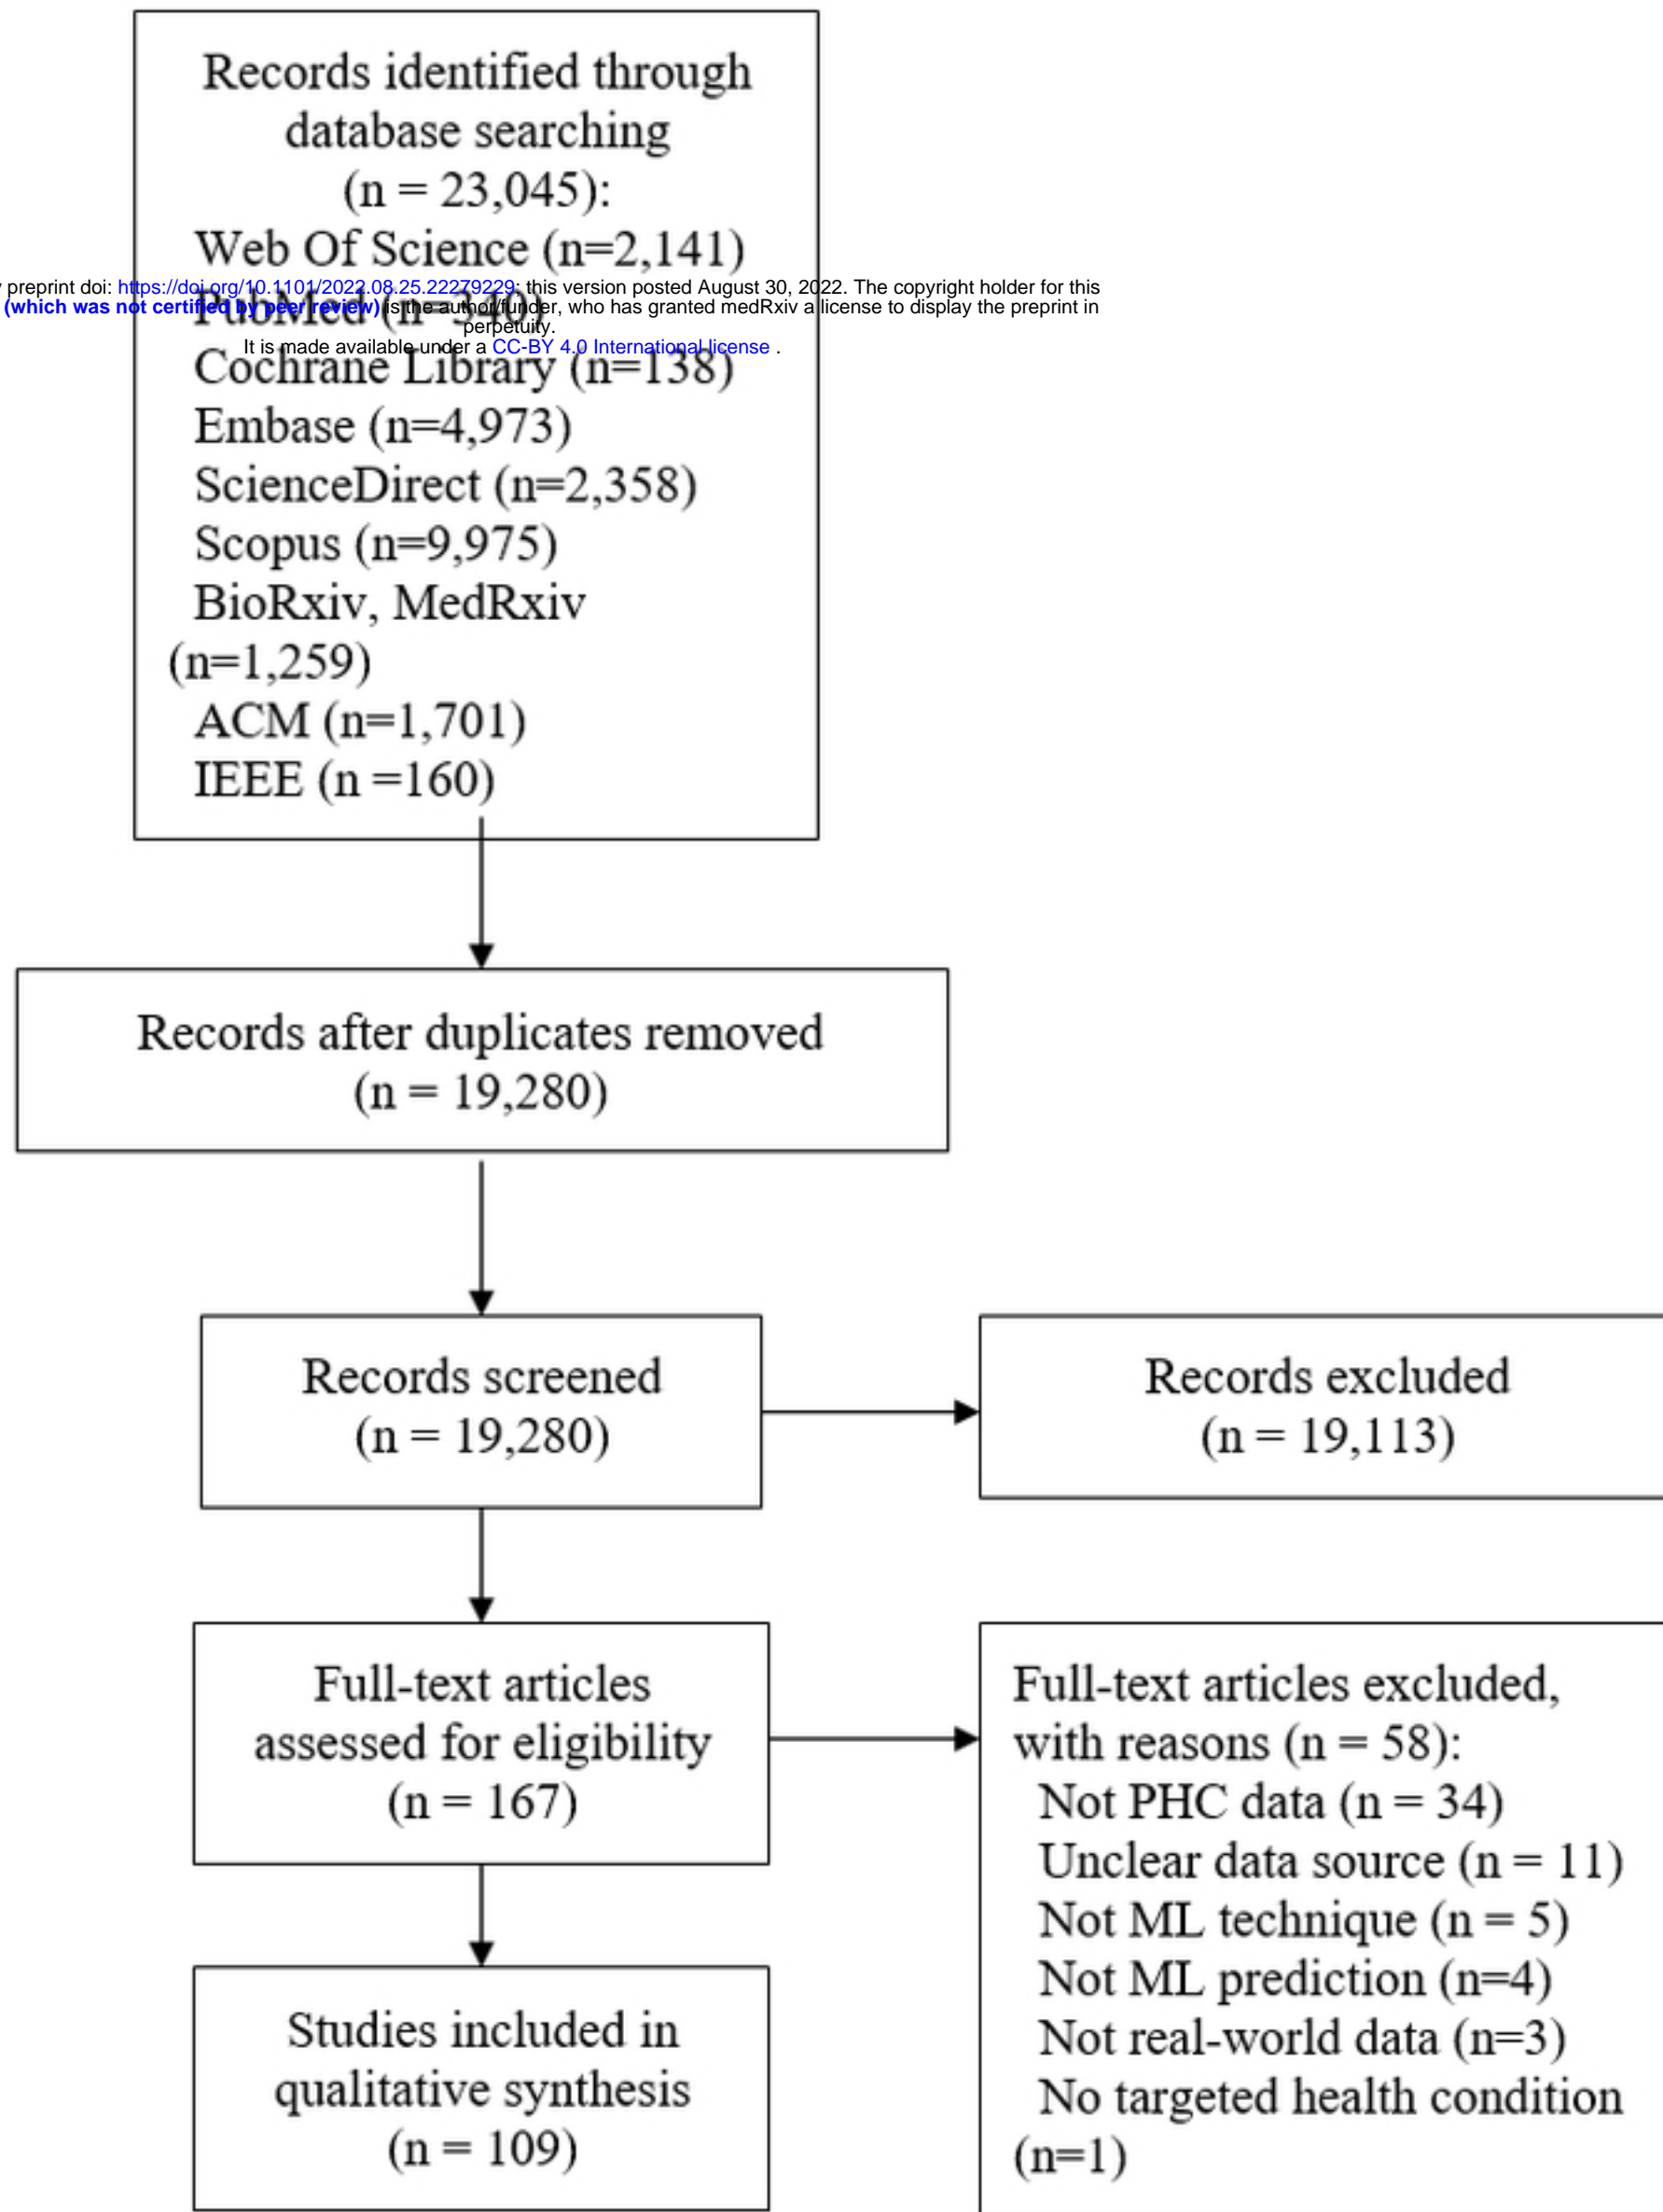 Records identified through
database searching
(n = 23,045):
Web Of Science (n=2,141)
preprint doi: https://doi.org/10.1101/2022.08.25.22279229; this version posted August 30, 2022. The copyright holder for this
PubMed (n=340)
(which was not certified by peer review) is the author/funder, who has granted medRxiv a license to display the preprint in
perpetuity.
It is made available under a CC-BY 4.0 International license .
Cochrane Library (n=138)
Embase (n=4,973)
ScienceDirect (n=2,358)
Scopus (n=9,975)
BioRxiv, MedRxiv
(n=1,259)
ACM (n=1,701)
IEEE (n =160)
Records after duplicates removed
(n = 19,280)
Records screened
(n = 19,280)
Records excluded
(n = 19,113)
Full-text articles
assessed for eligibility
(n = 167)
Full-text articles excluded,
with reasons (n = 58):
Not PHC data (n = 34)
Unclear data source (n = 11)
Not ML technique (n = 5)
Not ML prediction (n=4)
Not real-world data (n=3)
No targeted health condition
(n=1)
Studies included in
qualitative synthesis
(n = 109)